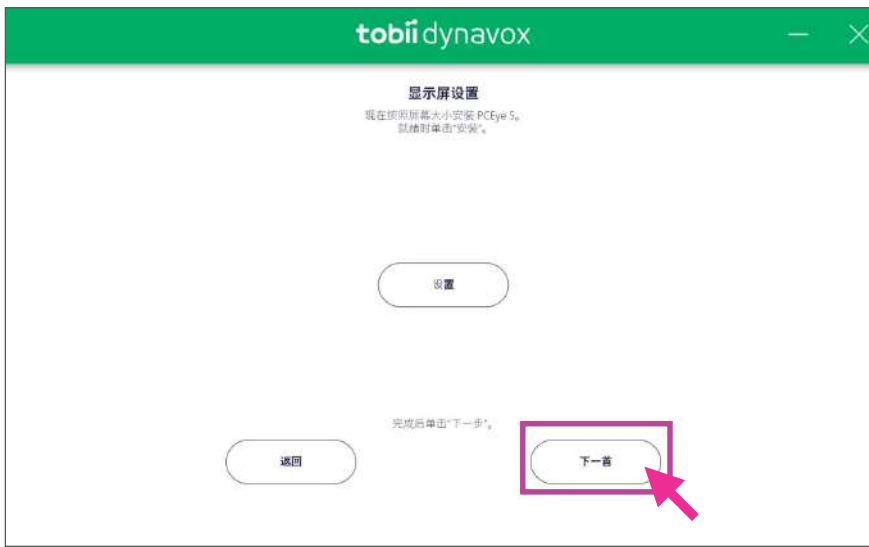 tobii dynavox
显示屏设置
现在按照屏幕大小安装 PCEye 5。
就绪时单击“安装”。
设置
完成后单击“下一步”。
返回
下一首